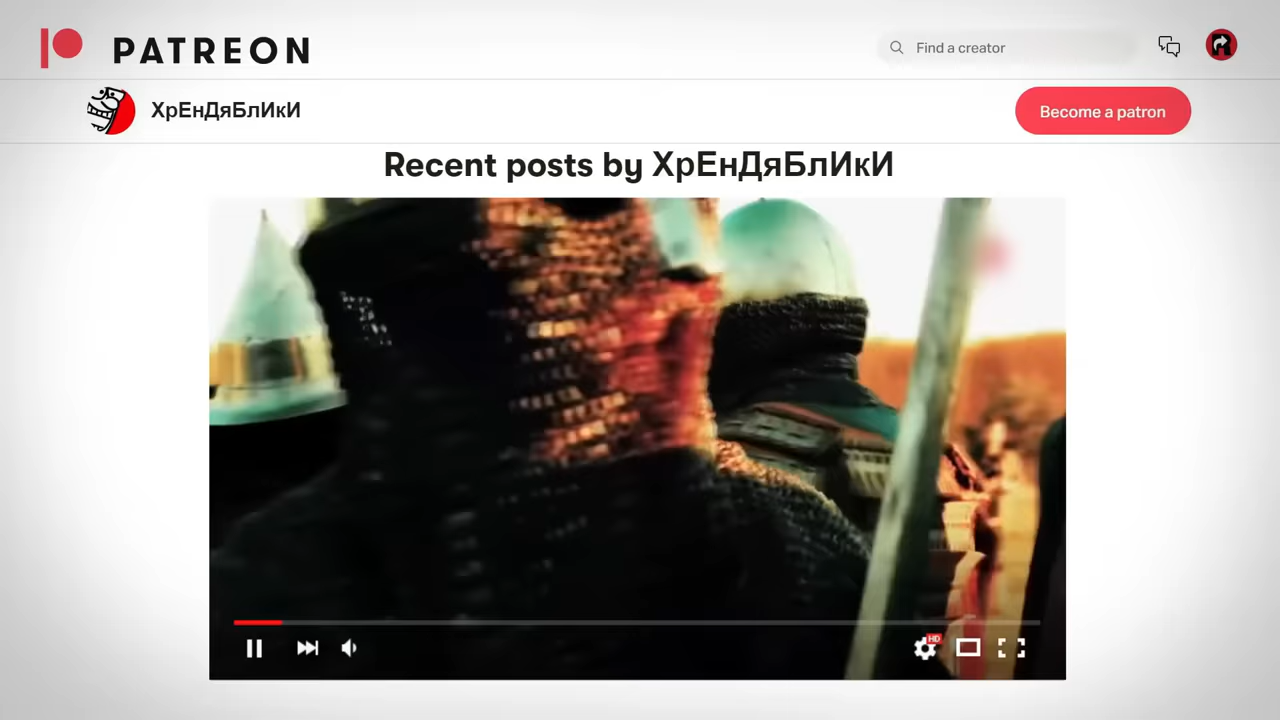 PATREON
Find a creator
ХрЕнДяБлИкИ
Become a patron
Recent posts by ХрЕнДяБлИкИ
HD